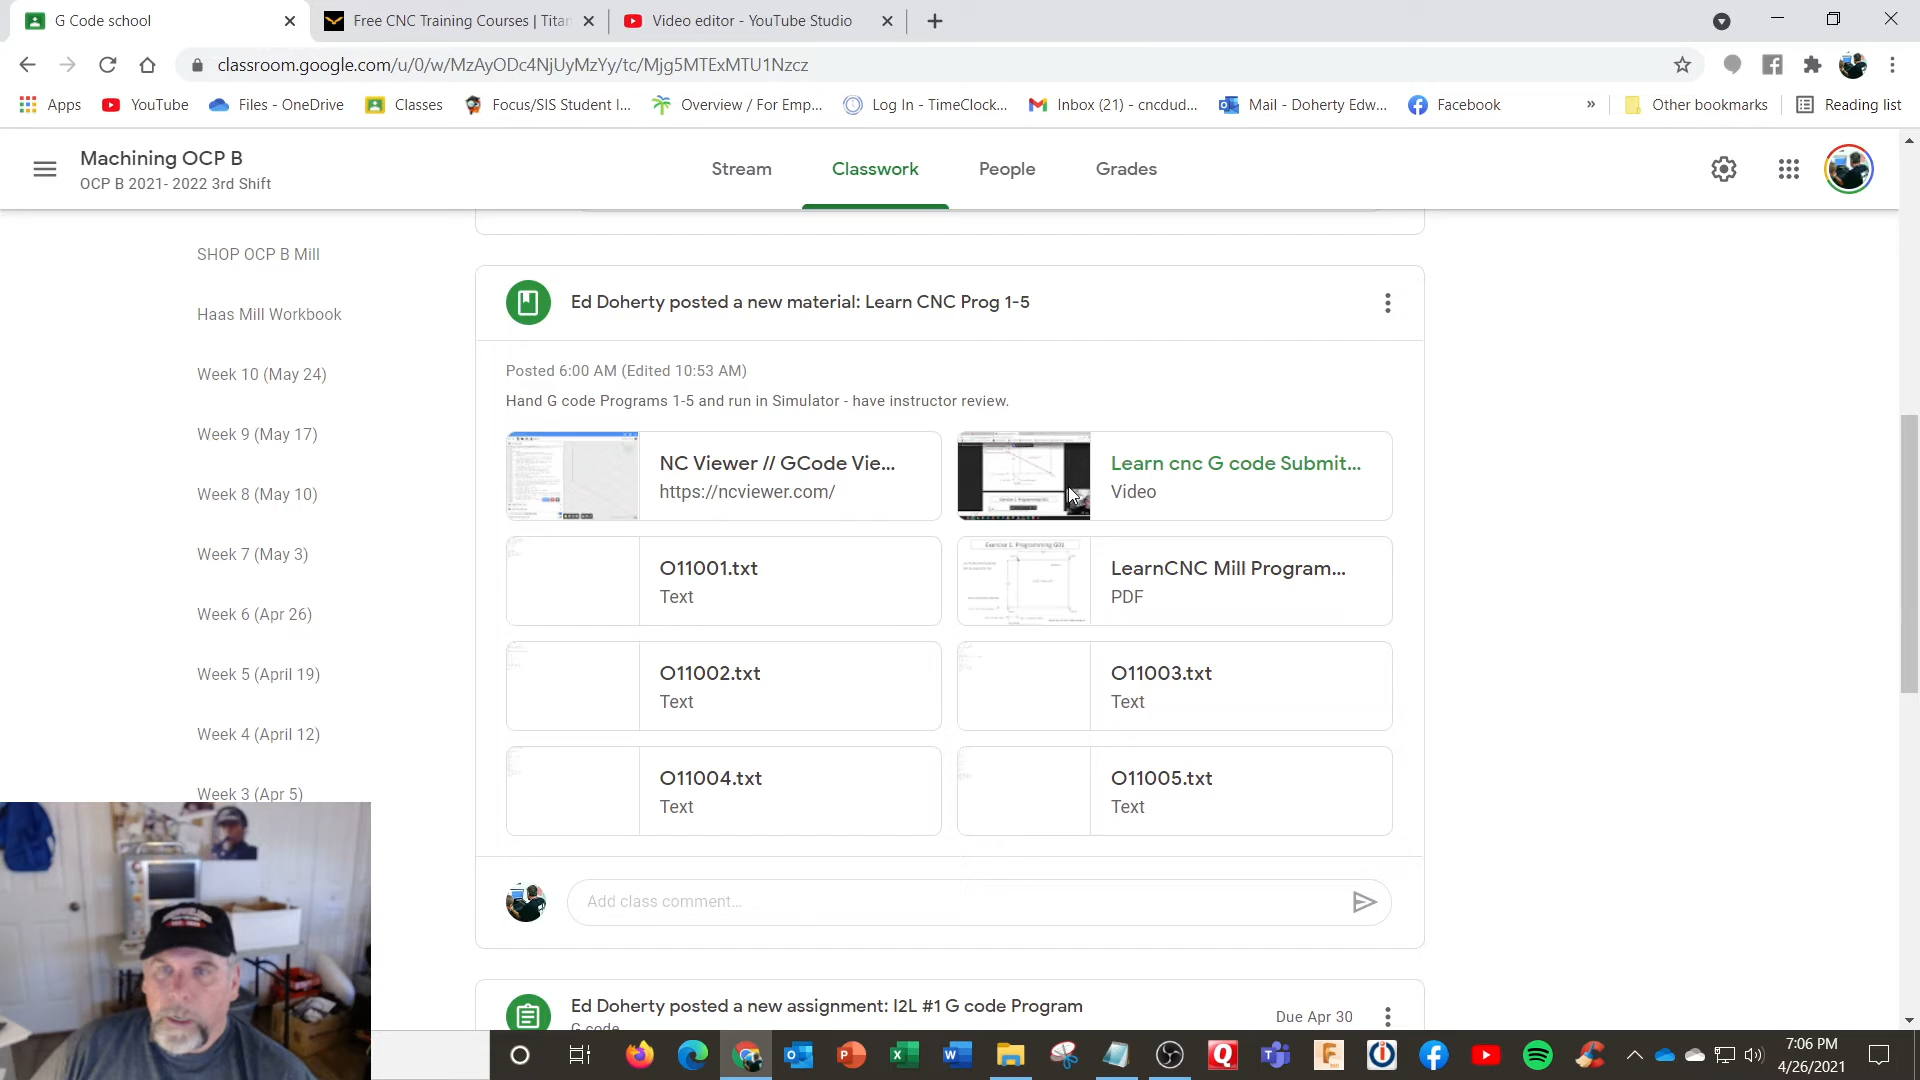 G Code school
Free CNC Training Courses | Titan
Video editor - YouTube Studio
classroom.google.com/u/0/w/MzAyODc4NjUyMzYy/tc/Mjg5MTExMTU1Nzcz
Apps
YouTube
Files - OneDrive
Classes
Focus/SIS Student I...
Overview / For Emp...
Log In - TimeClock...
Inbox (21) - cncdud...
Mail - Doherty Edw...
Facebook
»
Other bookmarks
Reading list
Machining OCP B
OCP B 2021- 2022 3rd Shift
Stream
Classwork
People
Grades
SHOP OCP B Mill
Haas Mill Workbook
Week 10 (May 24)
Week 9 (May 17)
Week 8 (May 10)
Week 7 (May 3)
Week 6 (Apr 26)
Week 5 (April 19)
Week 4 (April 12)
Week 3 (Apr 5)
Ed Doherty posted a new material: Learn CNC Prog 1-5
Posted 6:00 AM (Edited 10:53 AM)
Hand G code Programs 1-5 and run in Simulator - have instructor review.
NC Viewer // GCode Vie...
https://ncviewer.com/
Learn cnc G code Submit...
Video
O11001.txt
Text
Exercise 1: Programming G01
LearnCNC Mill Program...
PDF
O11002.txt
Text
O11003.txt
Text
O11004.txt
Text
O11005.txt
Text
Add class comment...
Ed Doherty posted a new assignment: I2L #1 G code Program
G code
Due Apr 30
7:06 PM
4/26/2021